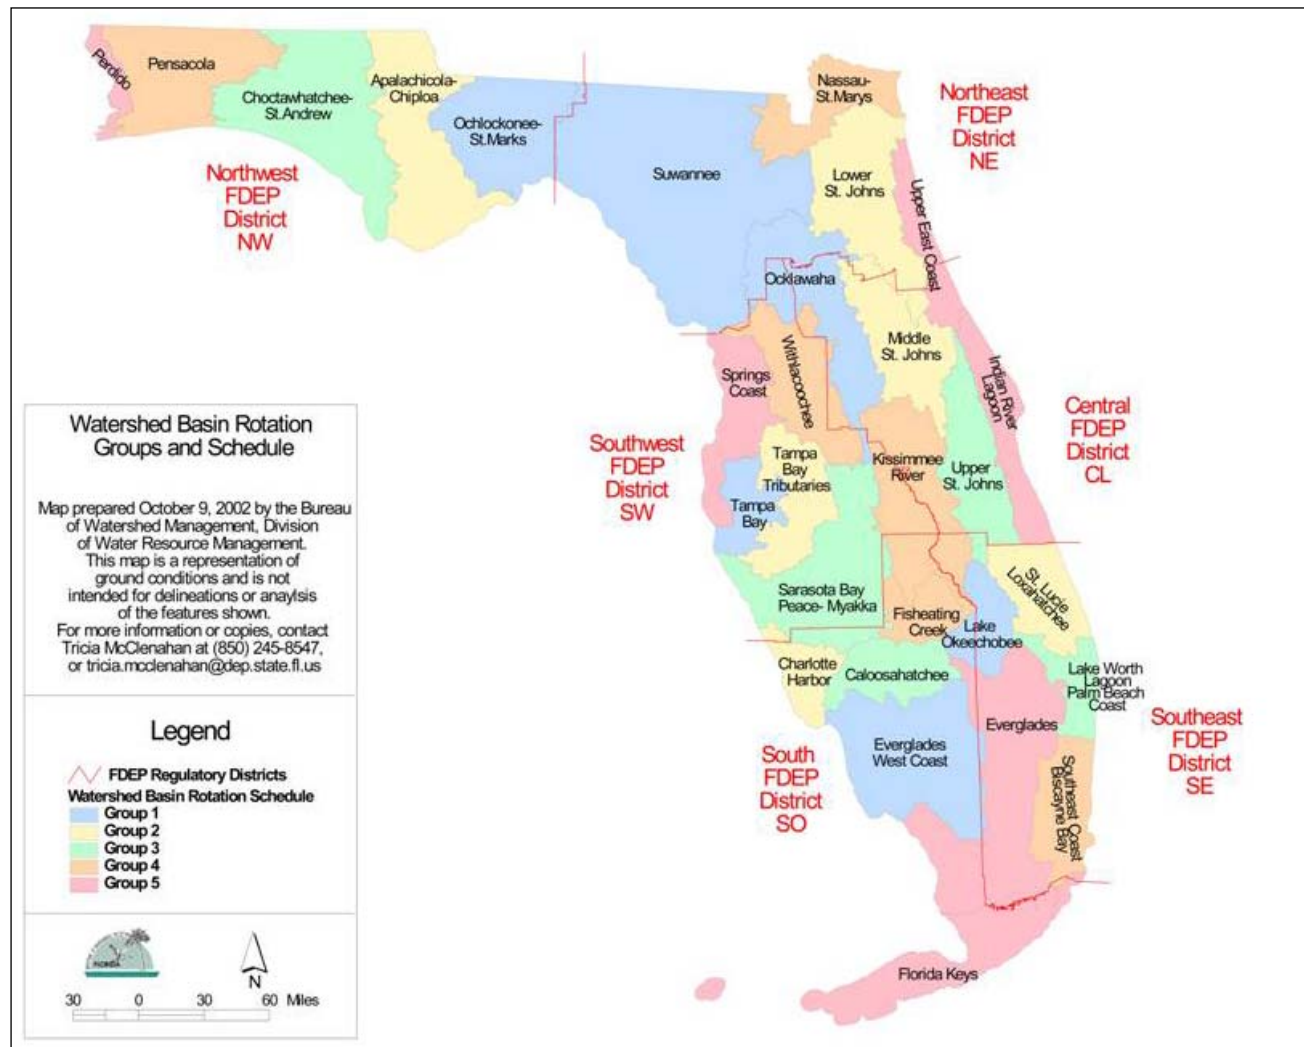 Perdido
Pensacola
Choctawhatchee-
St.Andrew
Apalachicola-
Chiploa
Ochlockonee-
St.Marks
Suwannee
Nassau-
St.Marys
Lower
St. Johns
Upper East Coast
Northeast
FDEP
District
NE
Northwest
FDEP
District
NW
Ocklawaha
Middle
St. Johns
Withlacoochee
Springs
Coast
Indian River
Lagoon
Central
FDEP
District
CL
Southwest
FDEP
District
SW
Tampa
Bay
Tributaries
Tampa
Bay
Kissimmee
River
Upper
St. Johns
Sarasota Bay
Peace- Myakka
Fisheating
Creek
Lake
Okeechobee
St. Lucie
Loxahatchee
Charlotte
Harbor
Caloosahatchee
Lake Worth
Lagoon
Palm Beach
Coast
Everglades
Everglades
West Coast
Southeast
FDEP
District
SE
South
FDEP
District
SO
Southeast Coast
Biscayne Bay
Florida Keys
Watershed Basin Rotation
Groups and Schedule
Map prepared October 9, 2002 by the Bureau
of Watershed Management, Division
of Water Resource Management.
This map is a representation of
ground conditions and is not
intended for delineations or anaylsis
of the features shown.
For more information or copies, contact
Tricia McClenahan at (850) 245-8547,
or tricia.mcclenahan@dep.state.fl.us
Legend
FDEP Regulatory Districts
Watershed Basin Rotation Schedule
Group 1
Group 2
Group 3
Group 4
Group 5
FLORIDA
N
30 0 30 60 Miles